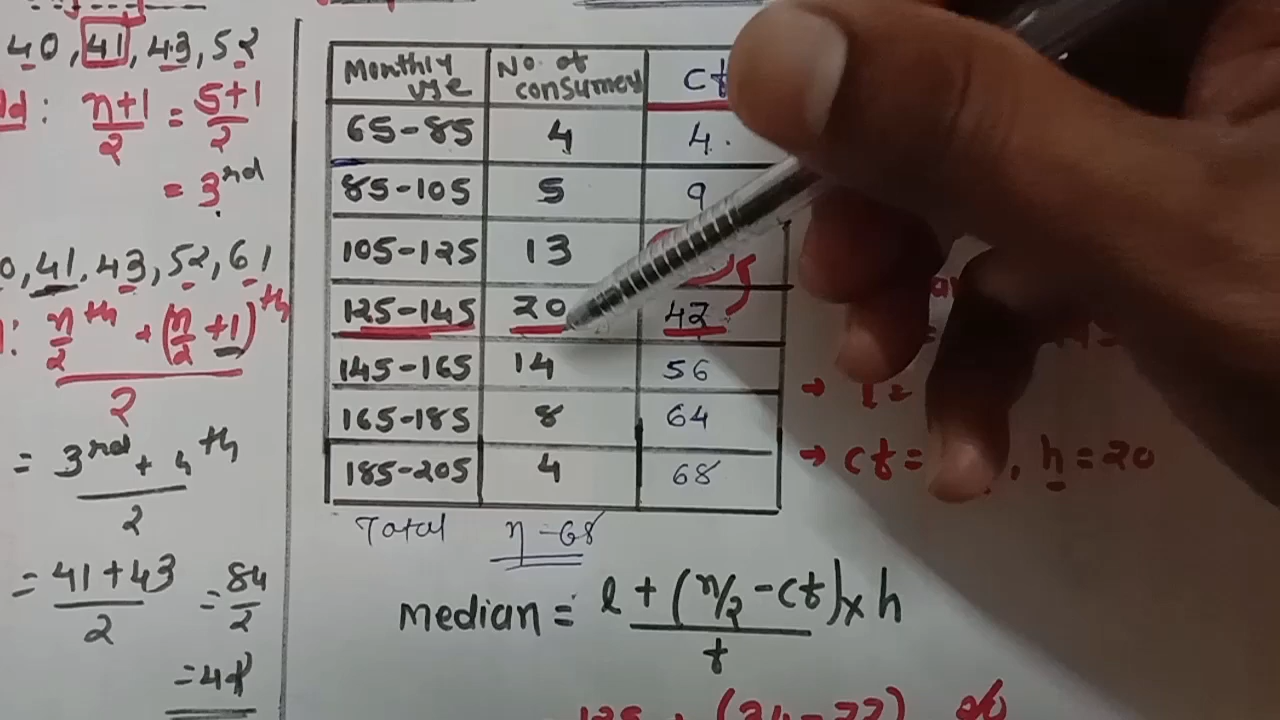 40, 41, 43, 52
n+1/2 = 5+1/2
= 3rd
41, 43, 52, 61
n/2 th + (n/2 + 1)th
2
= 3rd + 4th
2
= 41+43/2 = 84/2
Monthly use No. of consumer cf
65-85 4 4
85-105 5 9
105-125 13
125-145 20 42
145-165 14 56
165-185 8 64
185-205 4 68
Total n=68
median = l + (n/2 - cf) x h
f
→ l =
→ cf = , h = 20